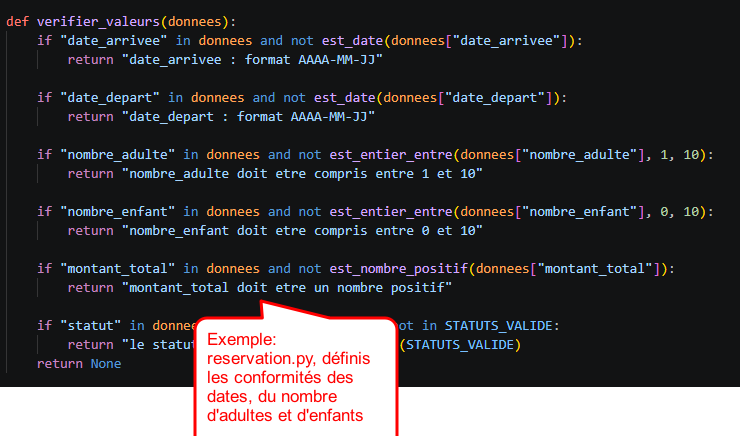 def verifier_valeurs(donnees):
if "date_arrivee" in donnees and not est_date(donnees["date_arrivee"]):
return "date_arrivee : format AAAA-MM-JJ"
if "date_depart" in donnees and not est_date(donnees["date_depart"]):
return "date_depart : format AAAA-MM-JJ"
if "nombre_adulte" in donnees and not est_entier_entre(donnees["nombre_adulte"], 1, 10):
return "nombre_adulte doit etre compris entre 1 et 10"
if "nombre_enfant" in donnees and not est_entier_entre(donnees["nombre_enfant"], 0, 10):
return "nombre_enfant doit etre compris entre 0 et 10"
if "montant_total" in donnees and not est_nombre_positif(donnees["montant_total"]):
return "montant_total doit etre un nombre positif"
if "statut" in not in STATUTS_VALIDE:
return "le (STATUTS_VALIDE)
return None
Exemple:
reservation.py, définis
les conformités des
dates, du nombre
d'adultes et d'enfants